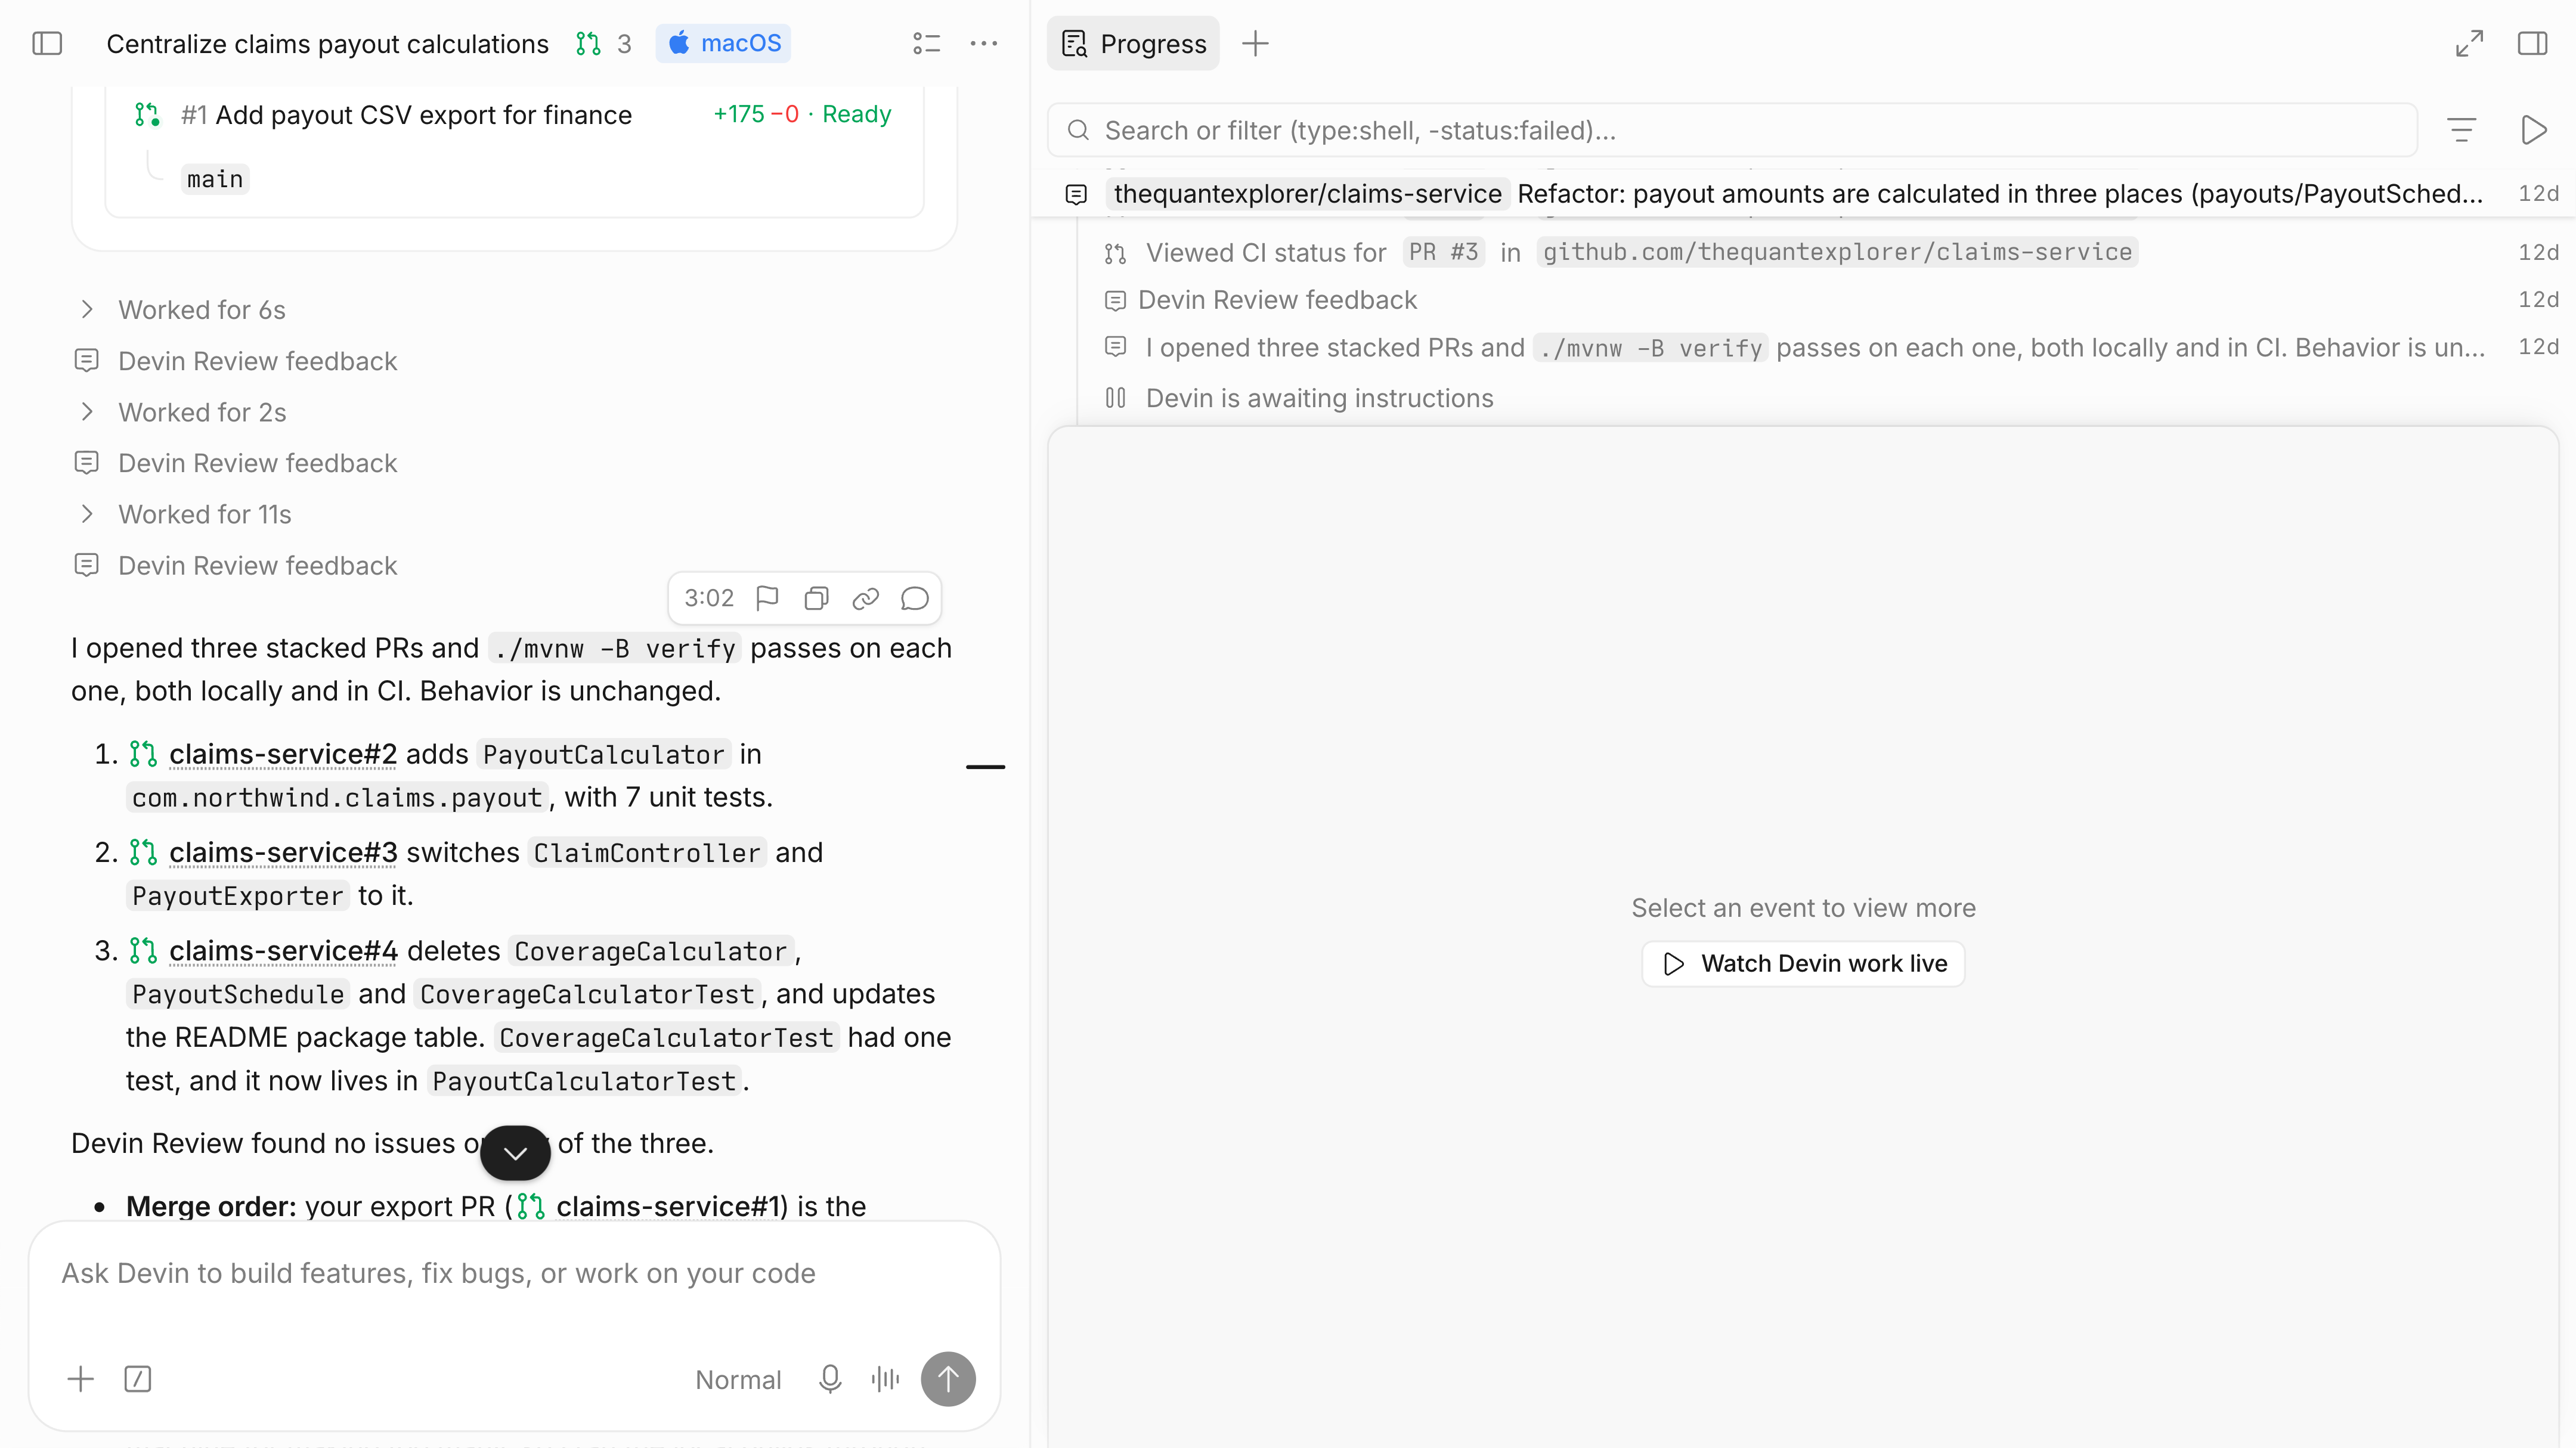 Centralize claims payout calculations 3 macOS
#1 Add payout CSV export for finance +175 −0 · Ready
main
Worked for 6s
Devin Review feedback
Worked for 2s
Devin Review feedback
Worked for 11s
Devin Review feedback
3:02
I opened three stacked PRs and ./mvnw -B verify passes on each
one, both locally and in CI. Behavior is unchanged.
1. claims-service#2 adds PayoutCalculator in
com.northwind.claims.payout, with 7 unit tests.
2. claims-service#3 switches ClaimController and
PayoutExporter to it.
3. claims-service#4 deletes CoverageCalculator,
PayoutSchedule and CoverageCalculatorTest, and updates
the README package table. CoverageCalculatorTest had one
test, and it now lives in PayoutCalculatorTest.
Devin Review found no issues of the three.
• Merge order: your export PR (claims-service#1) is the
Ask Devin to build features, fix bugs, or work on your code
Normal
Progress
Search or filter (type:shell, -status:failed)...
thequantexplorer/claims-service Refactor: payout amounts are calculated in three places (payouts/PayoutSched... 12d
Viewed CI status for PR #3 in github.com/thequantexplorer/claims-service 12d
Devin Review feedback 12d
I opened three stacked PRs and ./mvnw -B verify passes on each one, both locally and in CI. Behavior is un... 12d
Devin is awaiting instructions
Select an event to view more
Watch Devin work live